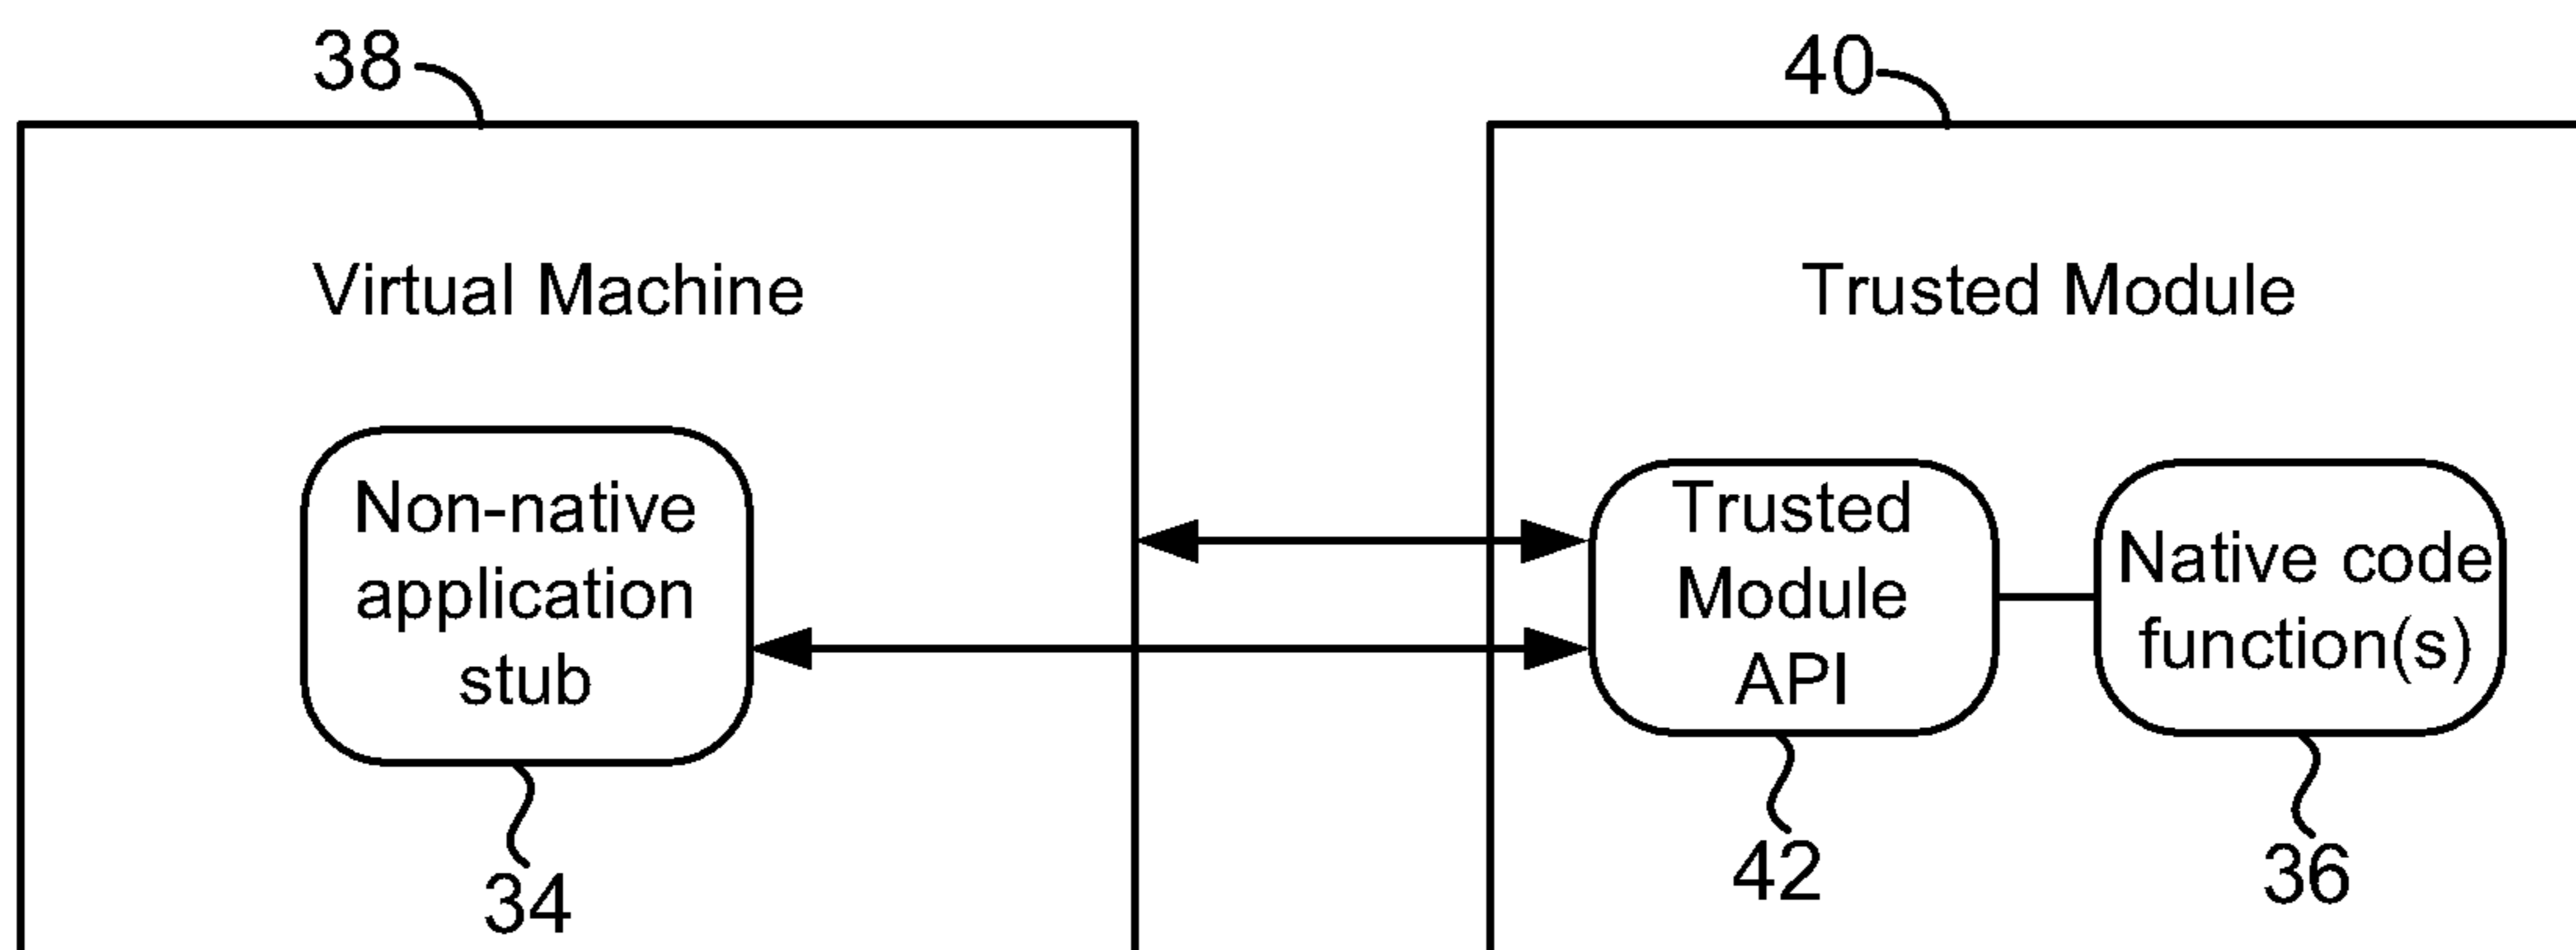 38
40
Virtual Machine
Trusted Module
Non-native
application
stub
Trusted
Module
API
Native code
function(s)
34
42
36